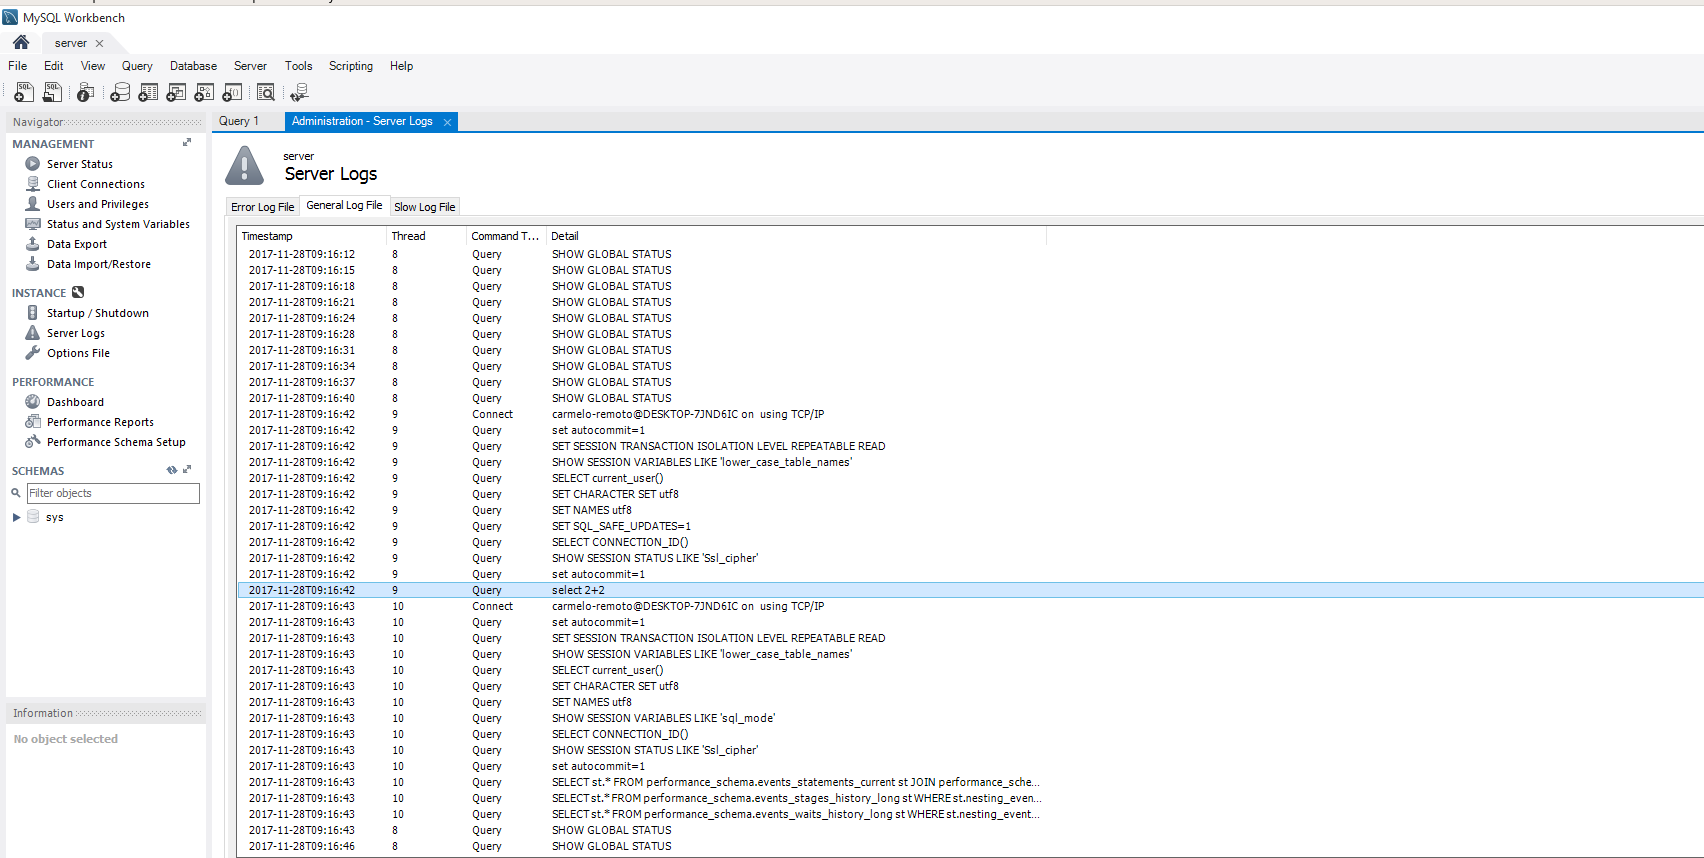 MySQL Workbench
server
File Edit View Query Database Server Tools Scripting Help
Navigator
MANAGEMENT
Server Status
Client Connections
Users and Privileges
Status and System Variables
Data Export
Data Import/Restore
INSTANCE
Startup / Shutdown
Server Logs
Options File
PERFORMANCE
Dashboard
Performance Reports
Performance Schema Setup
SCHEMAS
Filter objects
sys
Information
No object selected
Query 1 Administration - Server Logs
server
Server Logs
Error Log File General Log File Slow Log File
Timestamp Thread Command T... Detail
2017-11-28T09:16:12 8 Query SHOW GLOBAL STATUS
2017-11-28T09:16:15 8 Query SHOW GLOBAL STATUS
2017-11-28T09:16:18 8 Query SHOW GLOBAL STATUS
2017-11-28T09:16:21 8 Query SHOW GLOBAL STATUS
2017-11-28T09:16:24 8 Query SHOW GLOBAL STATUS
2017-11-28T09:16:28 8 Query SHOW GLOBAL STATUS
2017-11-28T09:16:31 8 Query SHOW GLOBAL STATUS
2017-11-28T09:16:34 8 Query SHOW GLOBAL STATUS
2017-11-28T09:16:37 8 Query SHOW GLOBAL STATUS
2017-11-28T09:16:40 8 Query SHOW GLOBAL STATUS
2017-11-28T09:16:42 9 Connect carmelo-remoto@DESKTOP-7JND6IC on using TCP/IP
2017-11-28T09:16:42 9 Query set autocommit=1
2017-11-28T09:16:42 9 Query SET SESSION TRANSACTION ISOLATION LEVEL REPEATABLE READ
2017-11-28T09:16:42 9 Query SHOW SESSION VARIABLES LIKE 'lower_case_table_names'
2017-11-28T09:16:42 9 Query SELECT current_user()
2017-11-28T09:16:42 9 Query SET CHARACTER SET utf8
2017-11-28T09:16:42 9 Query SET NAMES utf8
2017-11-28T09:16:42 9 Query SET SQL_SAFE_UPDATES=1
2017-11-28T09:16:42 9 Query SELECT CONNECTION_ID()
2017-11-28T09:16:42 9 Query SHOW SESSION STATUS LIKE 'Ssl_cipher'
2017-11-28T09:16:42 9 Query set autocommit=1
2017-11-28T09:16:42 9 Query select 2+2
2017-11-28T09:16:43 10 Connect carmelo-remoto@DESKTOP-7JND6IC on using TCP/IP
2017-11-28T09:16:43 10 Query set autocommit=1
2017-11-28T09:16:43 10 Query SET SESSION TRANSACTION ISOLATION LEVEL REPEATABLE READ
2017-11-28T09:16:43 10 Query SHOW SESSION VARIABLES LIKE 'lower_case_table_names'
2017-11-28T09:16:43 10 Query SELECT current_user()
2017-11-28T09:16:43 10 Query SET CHARACTER SET utf8
2017-11-28T09:16:43 10 Query SET NAMES utf8
2017-11-28T09:16:43 10 Query SHOW SESSION VARIABLES LIKE 'sql_mode'
2017-11-28T09:16:43 10 Query SELECT CONNECTION_ID()
2017-11-28T09:16:43 10 Query SHOW SESSION STATUS LIKE 'Ssl_cipher'
2017-11-28T09:16:43 10 Query set autocommit=1
2017-11-28T09:16:43 10 Query SELECT st.* FROM performance_schema.events_statements_current st JOIN performance_sche...
2017-11-28T09:16:43 10 Query SELECT st.* FROM performance_schema.events_stages_history_long st WHERE st.nesting_even...
2017-11-28T09:16:43 10 Query SELECT st.* FROM performance_schema.events_waits_history_long st WHERE st.nesting_event...
2017-11-28T09:16:43 8 Query SHOW GLOBAL STATUS
2017-11-28T09:16:46 8 Query SHOW GLOBAL STATUS